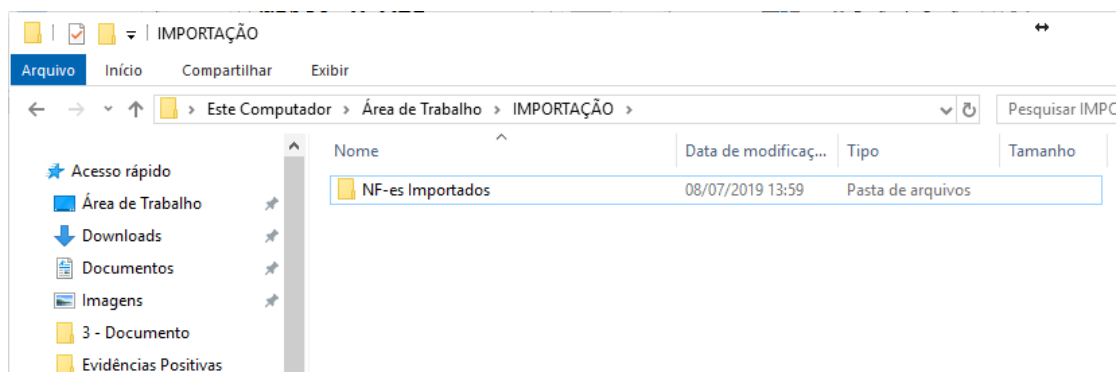 IMPORTAÇÃO
Arquivo Início Compartilhar Exibir
Este Computador > Área de Trabalho > IMPORTAÇÃO > Pesquisar IMPO
Nome Data de modificaç... Tipo Tamanho
Acesso rápido
NF-es Importados 08/07/2019 13:59 Pasta de arquivos
Área de Trabalho
Downloads
Documentos
Imagens
3 - Documento
Evidências Positivas